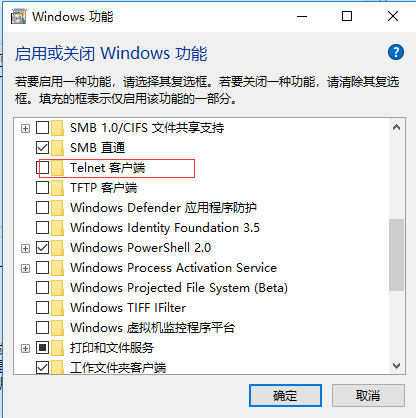 Windows 功能
启用或关闭 Windows 功能
若要启用一种功能，请选择其复选框。若要关闭一种功能，请清除其复选
框。填充的框表示仅启用该功能的一部分。
SMB 1.0/CIFS 文件共享支持
SMB 直通
Telnet 客户端
TFTP 客户端
Windows Defender 应用程序防护
Windows Identity Foundation 3.5
Windows PowerShell 2.0
Windows Process Activation Service
Windows Projected File System (Beta)
Windows TIFF IFilter
Windows 虚拟机监控程序平台
打印和文件服务
工作文件夹客户端
确定
取消